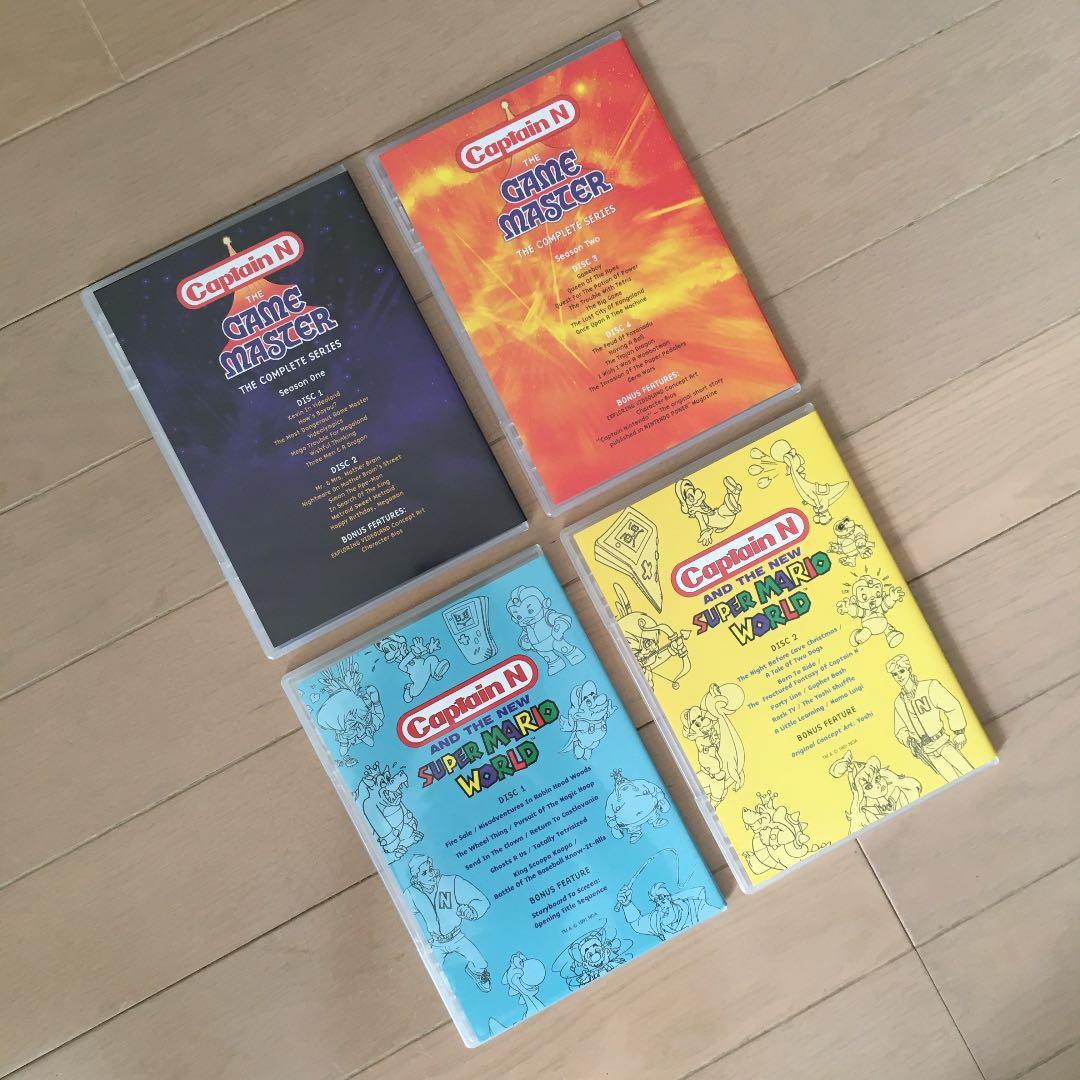 Captain N
THE
GAME
MASTER
THE COMPLETE SERIES
Season One
DISC 1
Kevin In Videoland
How's Bayou?
The Most Dangerous Game Master
Videolympics
Mega Trouble For Megaland
Wishful Thinking
Three Men & A Dragon
DISC 2
Mr. & Mrs. Mother Brain
Nightmare On Mother Brain's Street
Simon The Ape-Man
In Search Of The King
Metroid Sweet Metroid
Happy Birthday, Megaman
BONUS FEATURES:
EXPLORING VIDEOLAND Concept Art
Character Bios
Captain N
THE
GAME
MASTER
THE COMPLETE SERIES
Season Two
DISC 3
Gameboy
Queen Of The Apes
Quest For The Potion Of Power
The Trouble With Tetris
The Big Game
The Lost City Of Kongoland
Once Upon A Time Machine
DISC 4
The Feud Of Faxanadu
Having A Ball
The Trojan Dragon
I Wish I Was A Wombatman
The Invasion Of The Paper Pedalers
Germ Wars
BONUS FEATURES:
EXPLORING VIDEOLAND Concept Art
Character Bios
"Captain Nintendo" – The original short story
published in NINTENDO POWER™ Magazine
Captain N
AND THE NEW
SUPER MARIO
WORLD
DISC 1
Fire Sale / Misadventures In Robin Hood Woods
The Wheel Thing / Pursuit Of The Magic Hoop
Send In The Clown / Return To Castlevania
Ghosts R Us / Totally Tetrisized
King Scoopa Koopa /
Battle Of The Baseball Know-It-Alls
BONUS FEATURE
Storyboard To Screen:
Opening Title Sequence
TM & © 1991 NOA
N
Captain N
AND THE NEW
SUPER MARIO
WORLD
DISC 2
The Night Before Cave Christmas /
A Tale of Two Dogs
Born To Ride /
The Fractured Fantasy of Captain N
Party Line / Gopher Bash
Rock TV / The Yoshi Shuffle
A Little Learning / Mama Luigi
BONUS FEATURE
Original Concept Art: Yoshi
TM & © 1991 NOA
N